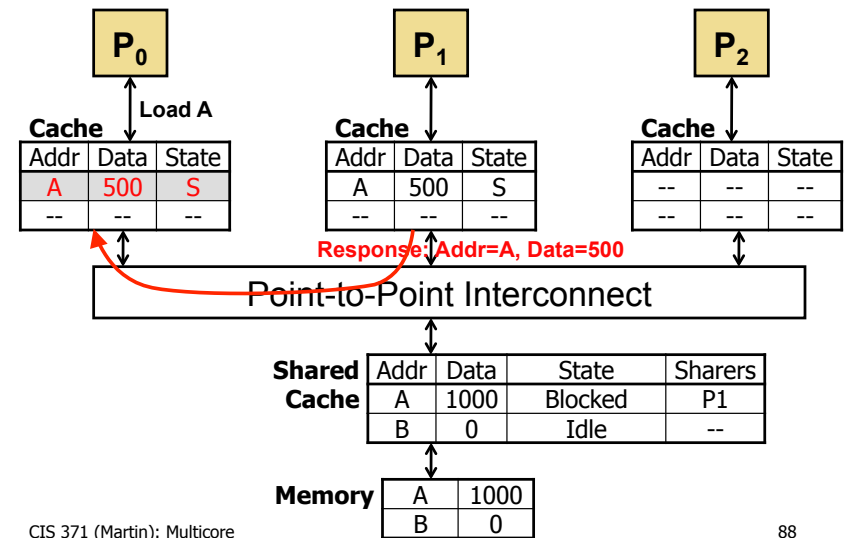 P0 P1 P2
Load A
Cache Cache Cache
Addr Data State Addr Data State Addr Data State
A 500 S A 500 S -- -- --
-- -- -- -- -- -- -- -- --
Response: Addr=A, Data=500
Point-to-Point Interconnect
Shared Addr Data State Sharers
Cache A 1000 Blocked P1
B 0 Idle --
Memory A 1000
B 0
CIS 371 (Martin): Multicore 88